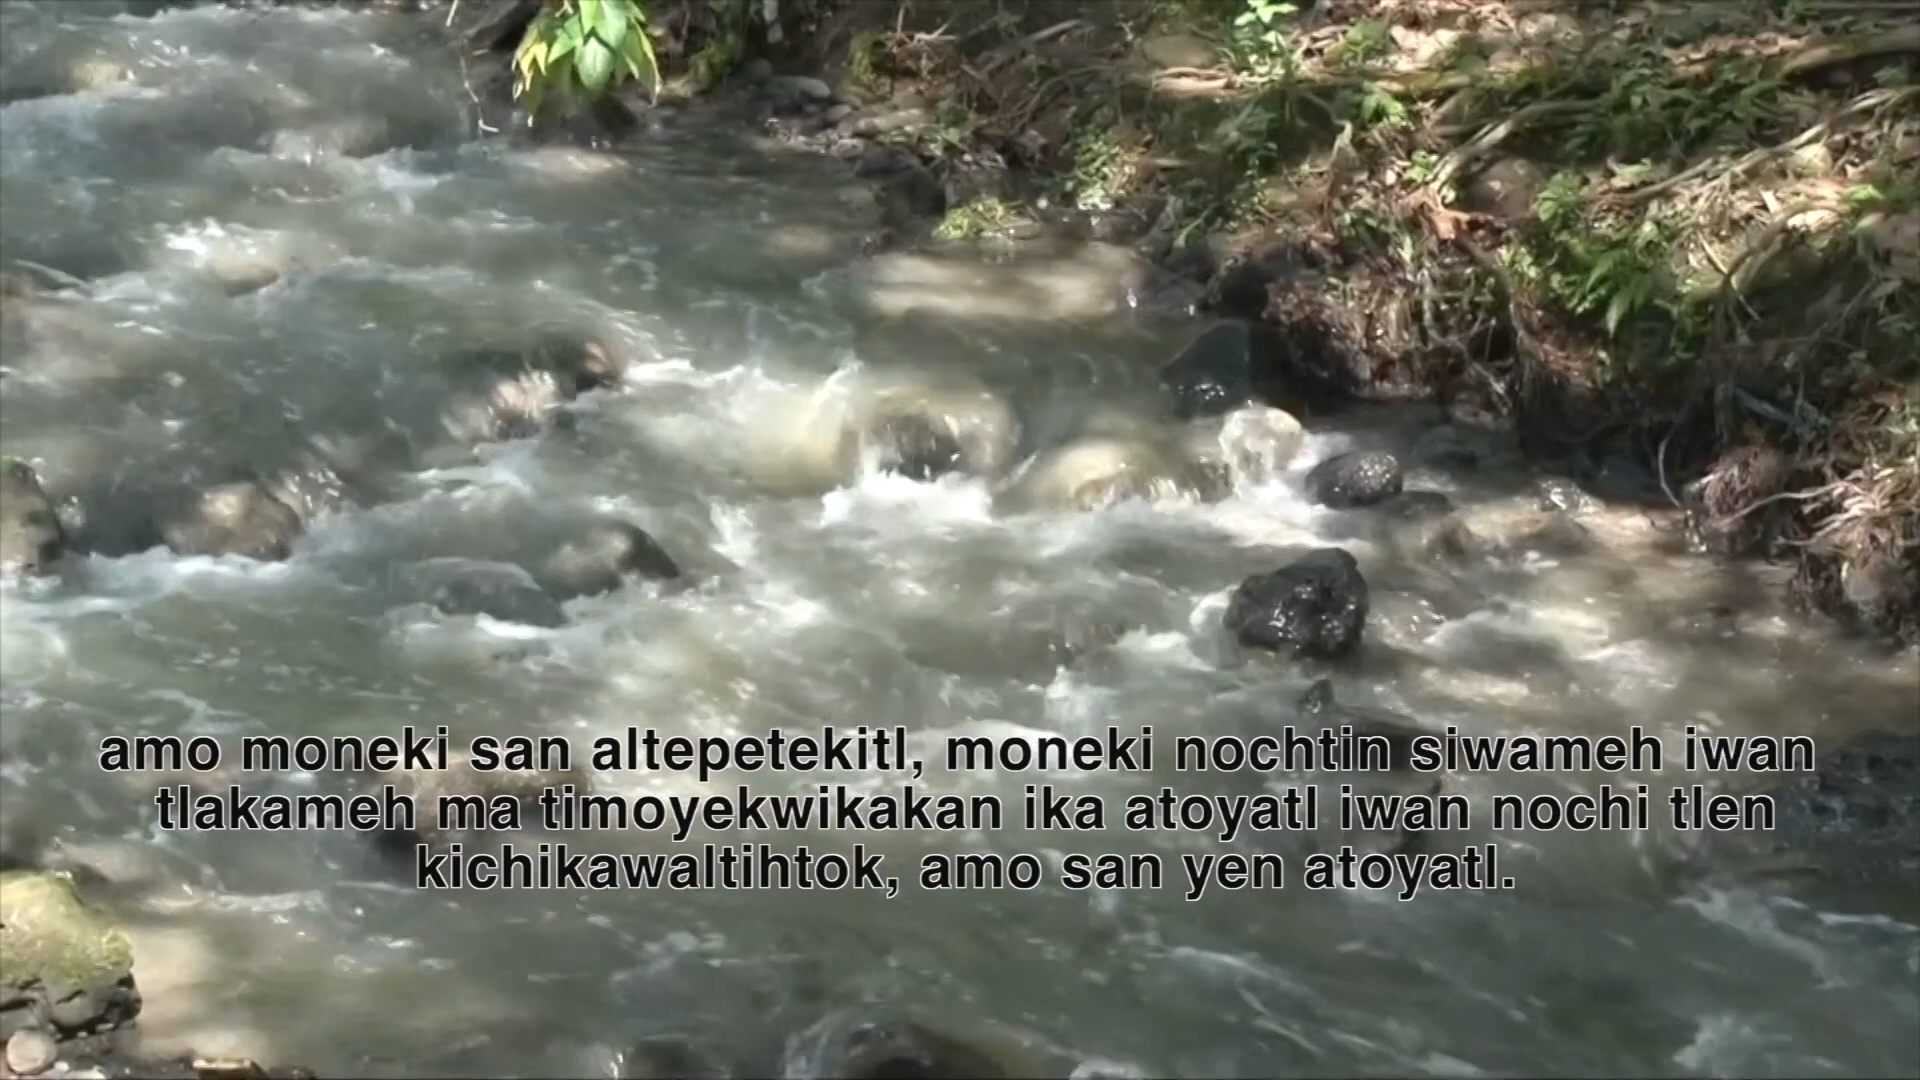 amo moneki san altepetekitl, moneki nochtin siwameh iwan
tlakameh ma timoyekwikakan ika atoyatl iwan nochi tlen
kichikawaltihtok, amo san yen atoyatl.